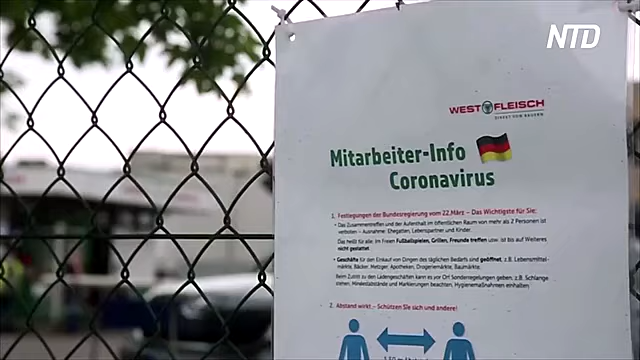 NTD
WESTFLEISCH
DIREKT VON BAUERN
Mitarbeiter-Info
Coronavirus
1. Festlegungen der Bundesregierung vom 22.März – Das Wichtigste für Sie:
• Das Zusammentreffen und der Aufenthalt im öffentlichen Raum von mehr als 2 Personen ist
verboten – Ausnahme: Ehegatten, Lebenspartner und Kinder.
Das heißt für alle, im Freien Fußballspielen, Grillen, Freunde treffen usw. ist bis auf Weiteres
nicht gestattet
• Geschäfte für den Einkauf von Dingen des täglichen Bedarfs sind geöffnet, z.B. Lebensmittel-
märkte, Bäcker, Metzger, Apotheken, Drogeriemärkte, Baumärkte.
Beim Zutritt zu den Ladengeschäften kann es vor Ort Sonderregelungen geben, z.B. Schlange
stehen, Mindestabstände und Markierungen beachten, Hygienemaßnahmen einhalten
2. Abstand wirkt – Schützen Sie sich und andere!